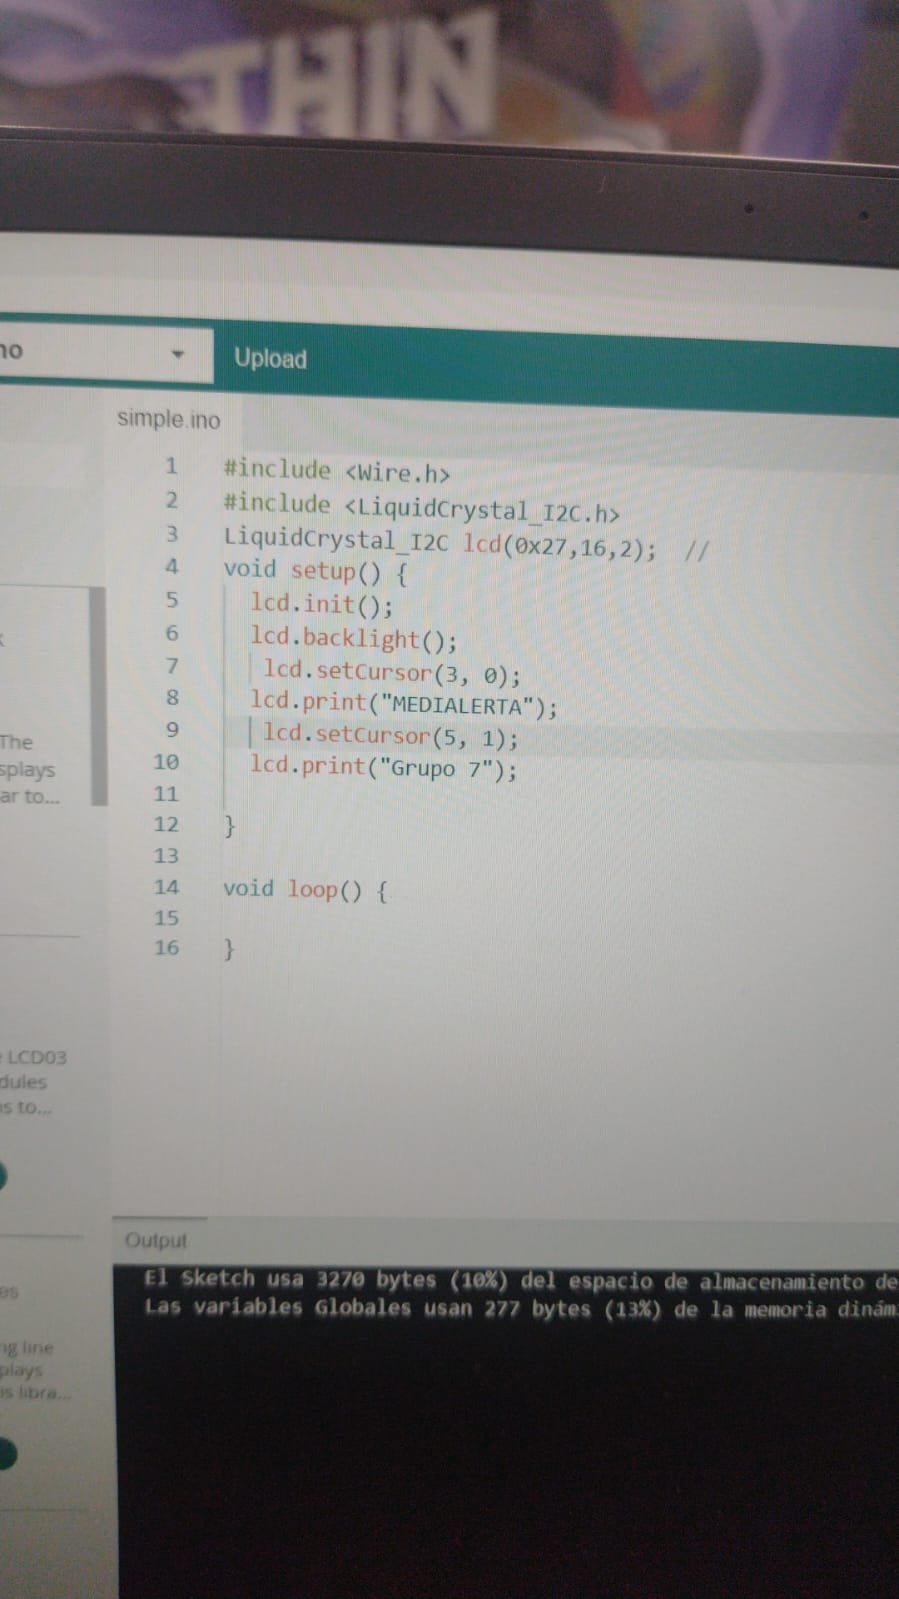 THIN
Upload
simple.ino
1 #include <Wire.h>
2 #include <LiquidCrystal_I2C.h>
3 LiquidCrystal_I2C lcd(0x27,16,2); //
4 void setup() {
5 lcd.init();
6 lcd.backlight();
7 lcd.setCursor(3, 0);
8 lcd.print("MEDIALERTA");
9 lcd.setCursor(5, 1);
10 lcd.print("Grupo 7");
11
12 }
13
14 void loop() {
15
16 }
The
splays
ar to...
LCD03
dules
s to...
ng line
plays
is libra...
Output
El Sketch usa 3270 bytes (10%) del espacio de almacenamiento de
Las variables Globales usan 277 bytes (13%) de la memoria dinám